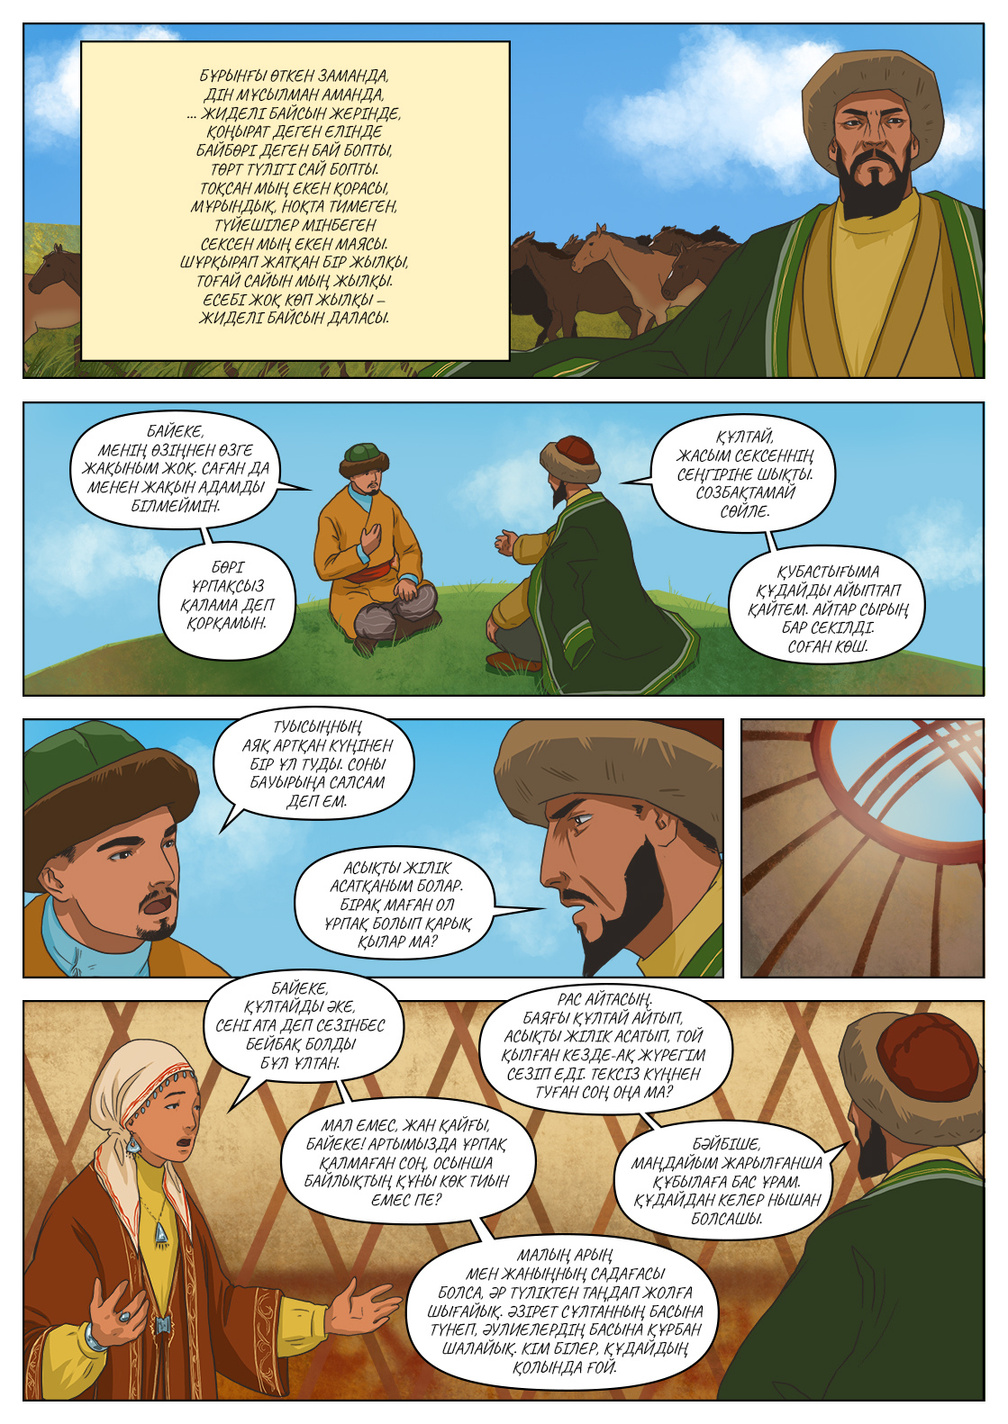 БҰРЫНҒЫ ӨТКЕН ЗАМАНДА,
ДІН МҰСЫЛМАН АМАНДА,
... ЖИДЕЛІ БАЙСЫН ЖЕРІНДЕ,
ҚОҢЫРАТ ДЕГЕН ЕЛІНДЕ
БАЙБӨРІ ДЕГЕН БАЙ БОПТЫ,
ТӨРТ ТҮЛІГІ САЙ БОПТЫ.
ТОҚСАН МЫҢ ЕКЕН ҚОРАСЫ,
МҰРЫНДЫҚ, НОҚТА ТИМЕГЕН,
ТҮЙЕШІЛЕР МІНБЕГЕН
СЕКСЕН МЫҢ ЕКЕН МАЯСЫ.
ШҰРҚЫРАП ЖАТҚАН БІР ЖЫЛҚЫ,
ТОҒАЙ САЙЫН МЫҢ ЖЫЛҚЫ.
ЕСЕБІ ЖОҚ КӨП ЖЫЛҚЫ –
ЖИДЕЛІ БАЙСЫН ДАЛАСЫ.
БАЙЕКЕ,
МЕНІҢ ӨЗІҢНЕН ӨЗГЕ
ЖАҚЫНЫМ ЖОҚ. САҒАН ДА
МЕНЕН ЖАҚЫН АДАМДЫ
БІЛМЕЙМІН.
БӨРІ
ҰРПАҚСЫЗ
ҚАЛАМА ДЕП
ҚОРҚАМЫН.
ҚҰЛТАЙ,
ЖАСЫМ СЕКСЕННІҢ
СЕҢГІРІНЕ ШЫҚТЫ.
СОЗБАҚТАМАЙ
СӨЙЛЕ.
ҚУБАСТЫҒЫМА
ҚҰДАЙДЫ АЙЫПТАП
ҚАЙТЕМ. АЙТАР СЫРЫҢ
БАР СЕКІЛДІ.
СОҒАН КӨШ.
ТУЫСЫҢНЫҢ
АЯҚ АРТҚАН КҮҢІНЕН
БІР ҰЛ ТУДЫ. СОНЫ
БАУЫРЫҢА САЛСАМ
ДЕП ЕМ.
АСЫҚТЫ ЖІЛІК
АСАТҚАНЫМ БОЛАР.
БІРАҚ МАҒАН ОЛ
ҰРПАҚ БОЛЫП ҚАРЫҚ
ҚЫЛАР МА?
БАЙЕКЕ,
ҚҰЛТАЙДЫ ӘКЕ,
СЕНІ АТА ДЕП СЕЗІНБЕС
БЕЙБАҚ БОЛДЫ
БҰЛ ҰЛТАН.
РАС АЙТАСЫҢ.
БАЯҒЫ ҚҰЛТАЙ АЙТЫП,
АСЫҚТЫ ЖІЛІК АСАТЫП, ТОЙ
ҚЫЛҒАН КЕЗДЕ-АҚ ЖҮРЕГІМ
СЕЗІП ЕДІ. ТЕКСІЗ КҮҢНЕН
ТУҒАН СОҢ ОҢА МА?
МАЛ ЕМЕС, ЖАН ҚАЙҒЫ,
БАЙЕКЕ! АРТЫМЫЗДА ҰРПАҚ
ҚАЛМАҒАН СОҢ, ОСЫНША
БАЙЛЫҚТЫҢ ҚҰНЫ КӨК ТИЫН
ЕМЕС ПЕ?
БӘЙБІШЕ,
МАҢДАЙЫМ ЖАРЫЛҒАНША
ҚҰБЫЛАҒА БАС ҰРАМ.
ҚҰДАЙДАН КЕЛЕР НЫШАН
БОЛСАШЫ.
МАЛЫҢ АРЫҢ
МЕН ЖАНЫҢНЫҢ САДАҒАСЫ
БОЛСА, ӘР ТҮЛІКТЕН ТАҢДАП ЖОЛҒА
ШЫҒАЙЫҚ. ӘЗІРЕТ СҰЛТАННЫҢ БАСЫНА
ТҮНЕП, ӘУЛИЕЛЕРДІҢ БАСЫНА ҚҰРБАН
ШАЛАЙЫҚ. КІМ БІЛЕР, ҚҰДАЙДЫҢ
ҚОЛЫНДА ҒОЙ.